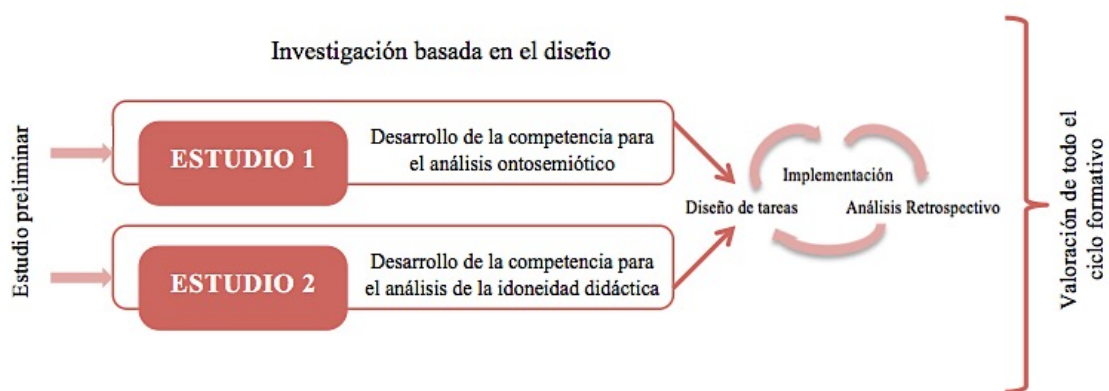 Investigación basada en el diseño
Estudio preliminar
ESTUDIO 1
Desarrollo de la competencia para
el análisis ontosemiótico
ESTUDIO 2
Desarrollo de la competencia para
el análisis de la idoneidad didáctica
Implementación
Diseño de tareas
Análisis Retrospectivo
Valoración de todo el
ciclo formativo